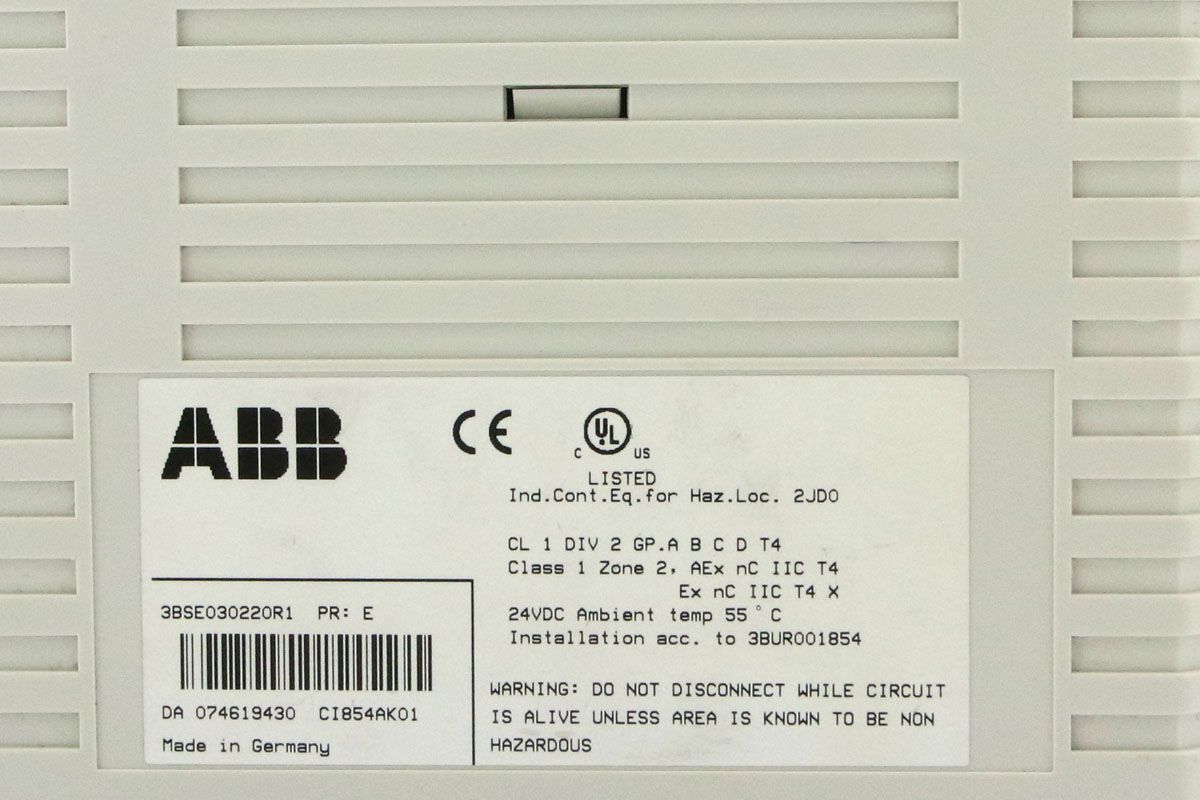 ABB
CE
C UL US
LISTED
Ind.Cont.Eq.for Haz.Loc. 2JD0
CL 1 DIV 2 GP.A B C D T4
Class 1 Zone 2, AEx nC IIC T4
Ex nC IIC T4 X
24VDC Ambient temp 55°C
Installation acc. to 3BUR001854
3BSE030220R1 PR: E
DA 074619430 CI854AK01
Made in Germany
WARNING: DO NOT DISCONNECT WHILE CIRCUIT
IS ALIVE UNLESS AREA IS KNOWN TO BE NON
HAZARDOUS